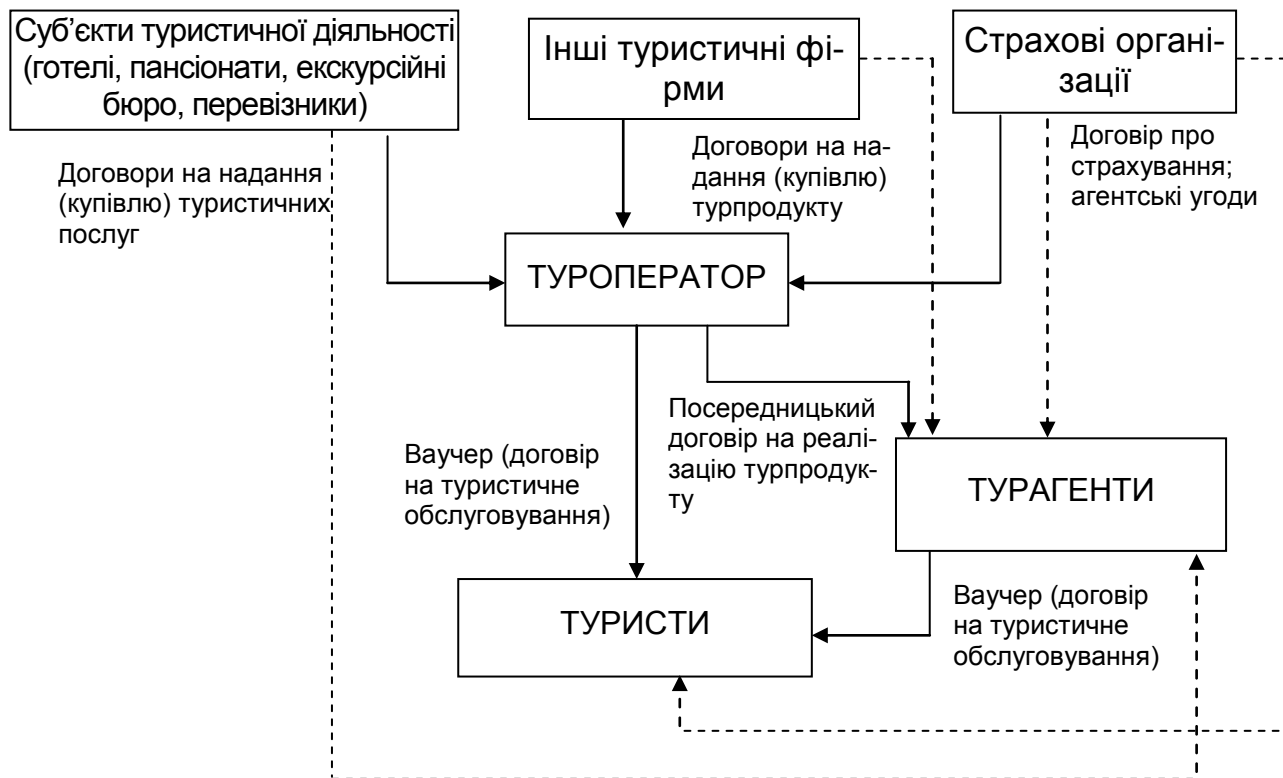 Суб’єкти туристичної діяльності
(готелі, пансіонати, екскурсійні
бюро, перевізники)
Інші туристичні фі-
рми
Страхові органі-
зації
Договори на надання
(купівлю) туристичних
послуг
Договори на на-
дання (купівлю)
турпродукту
Договір про
страхування;
агентські угоди
ТУРОПЕРАТОР
Ваучер (договір
на туристичне
обслуговування)
Посередницький
договір на реалі-
зацію турпродук-
ту
ТУРАГЕНТИ
ТУРИСТИ
Ваучер (договір
на туристичне
обслуговування)